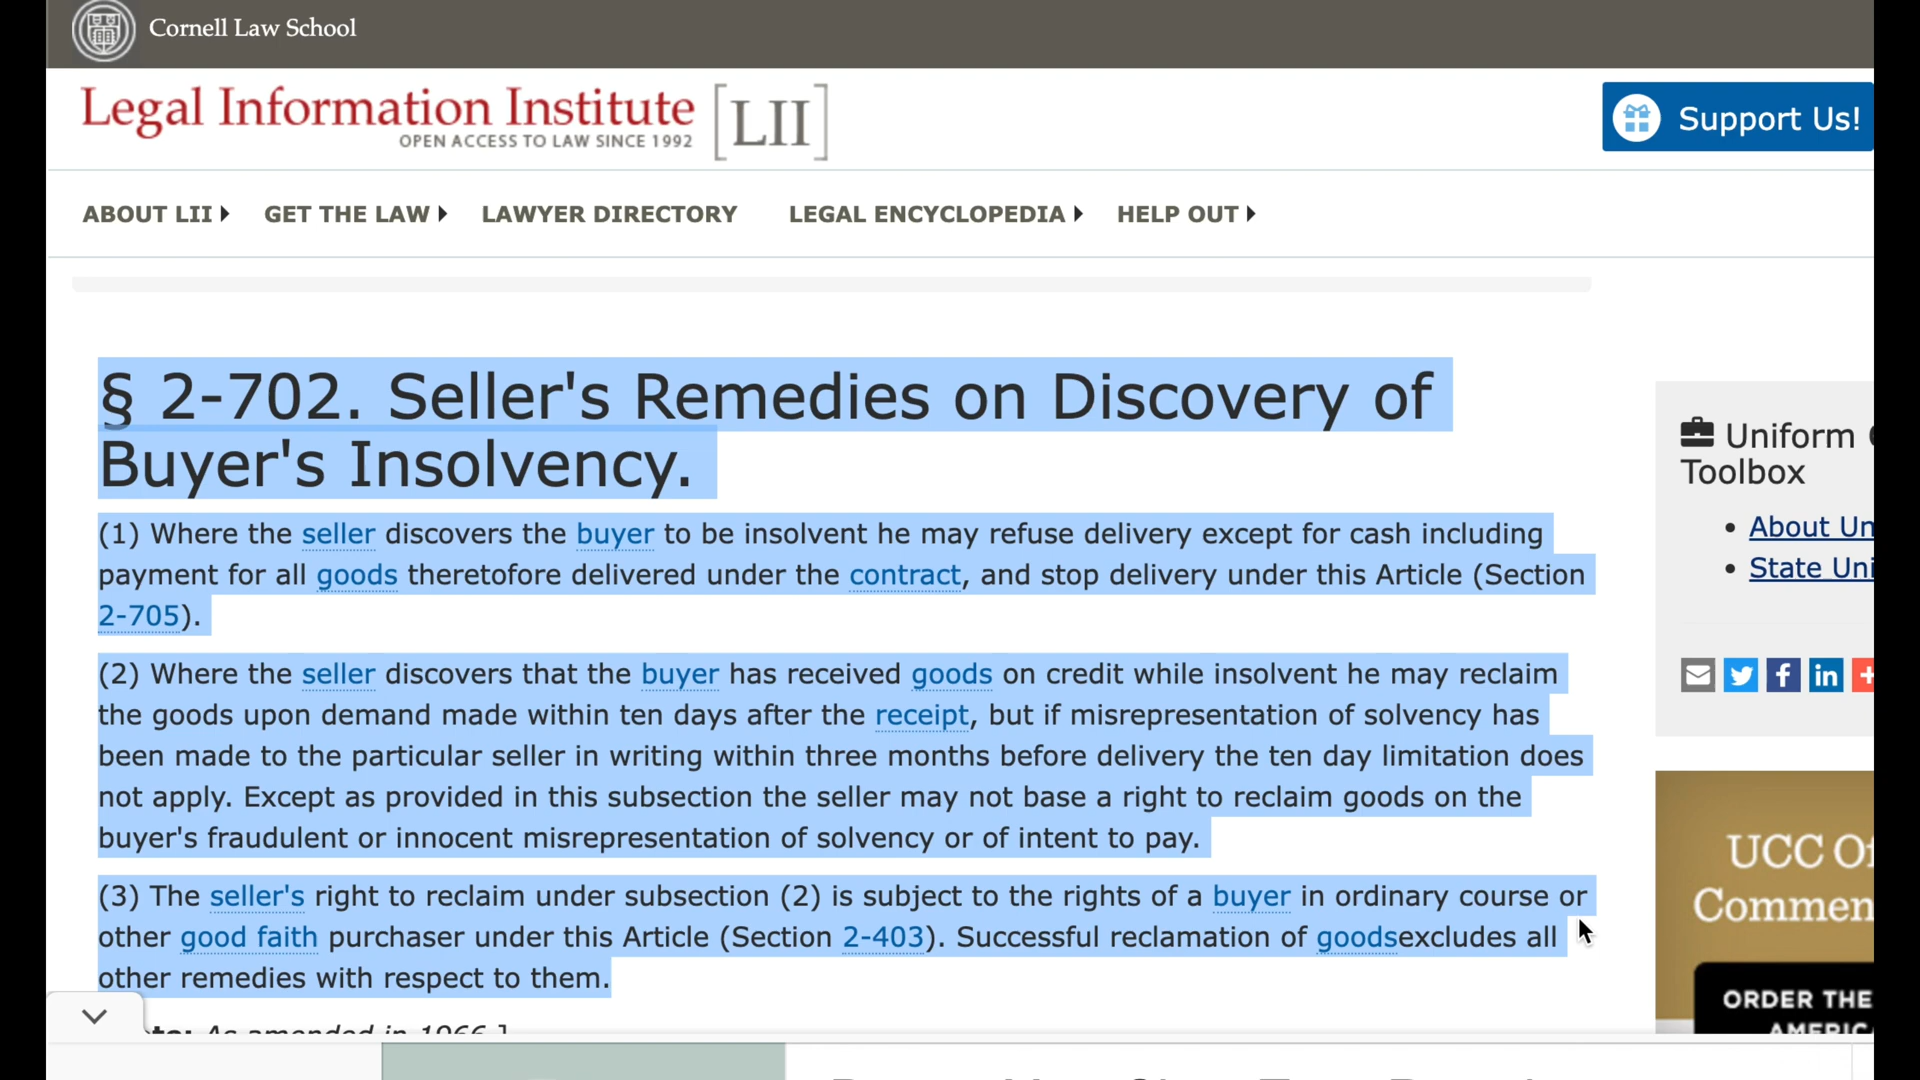 Cornell Law School
Legal Information Institute [LII]
OPEN ACCESS TO LAW SINCE 1992
Support Us!
ABOUT LII GET THE LAW LAWYER DIRECTORY LEGAL ENCYCLOPEDIA HELP OUT
§ 2-702. Seller's Remedies on Discovery of
Buyer's Insolvency.
(1) Where the seller discovers the buyer to be insolvent he may refuse delivery except for cash including
payment for all goods theretofore delivered under the contract, and stop delivery under this Article (Section
2-705).
(2) Where the seller discovers that the buyer has received goods on credit while insolvent he may reclaim
the goods upon demand made within ten days after the receipt, but if misrepresentation of solvency has
been made to the particular seller in writing within three months before delivery the ten day limitation does
not apply. Except as provided in this subsection the seller may not base a right to reclaim goods on the
buyer's fraudulent or innocent misrepresentation of solvency or of intent to pay.
(3) The seller's right to reclaim under subsection (2) is subject to the rights of a buyer in ordinary course or
other good faith purchaser under this Article (Section 2-403). Successful reclamation of goodsexcludes all
other remedies with respect to them.
As amended in 1966.]
Uniform
Toolbox
About
State
UCC
ORDER THE